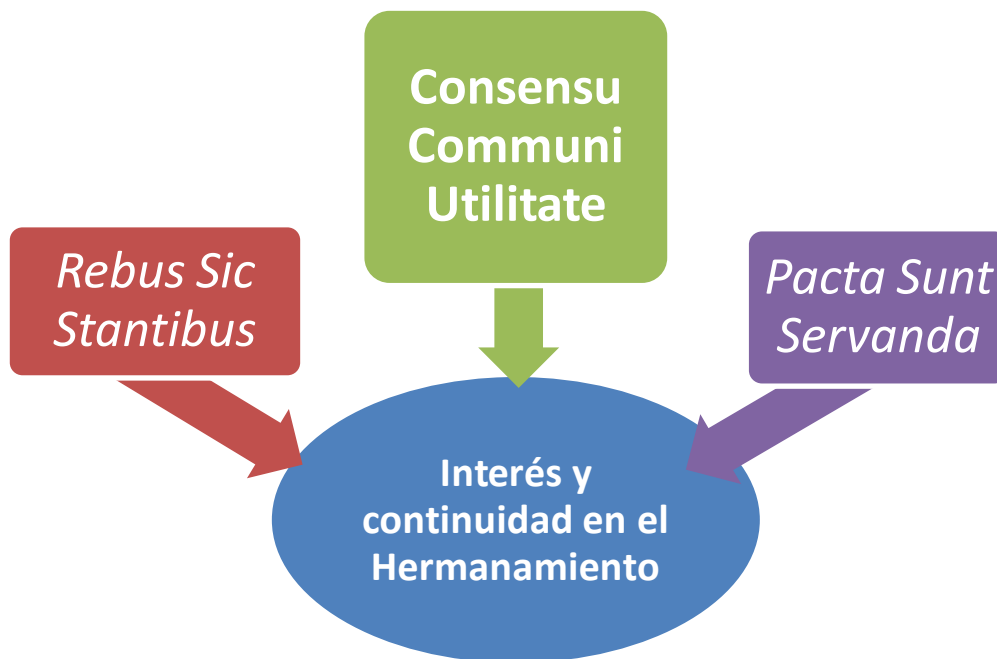 Consensu
Communi
Utilitate
Rebus Sic
Stantibus
Pacta Sunt
Servanda
Interés y
continuidad en el
Hermanamiento